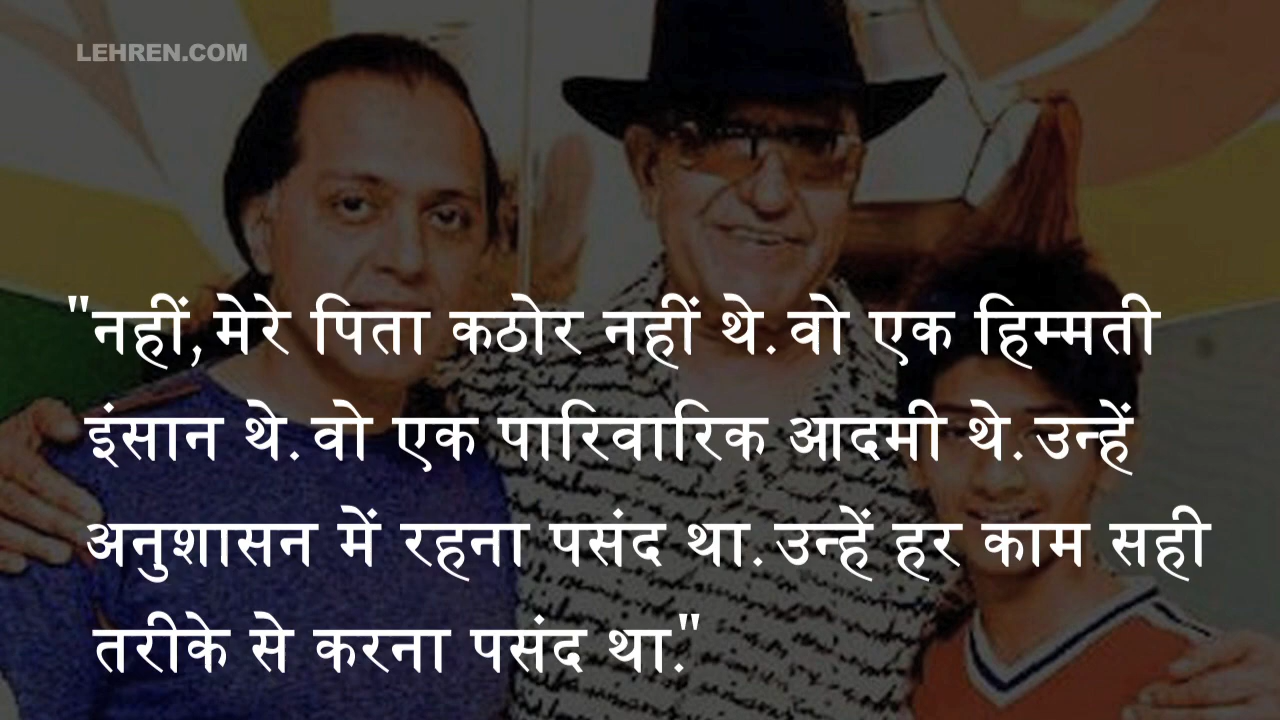 LEHREN.COM
"नहीं, मेरे पिता कठोर नहीं थे. वो एक हिम्मती
इंसान थे. वो एक पारिवारिक आदमी थे. उन्हें
अनुशासन में रहना पसंद था. उन्हें हर काम सही
तरीके से करना पसंद था."